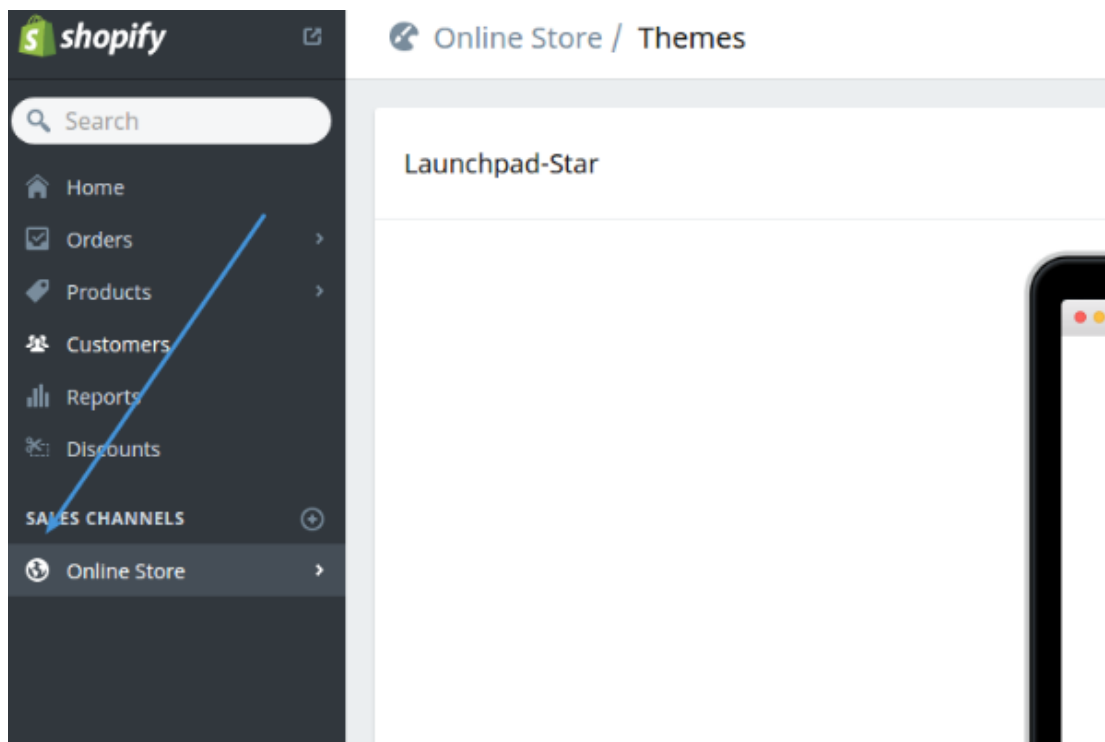 shopify
Search
Home
Orders
Products
Customers
Reports
Discounts
SALES CHANNELS
Online Store
Online Store / Themes
Launchpad-Star